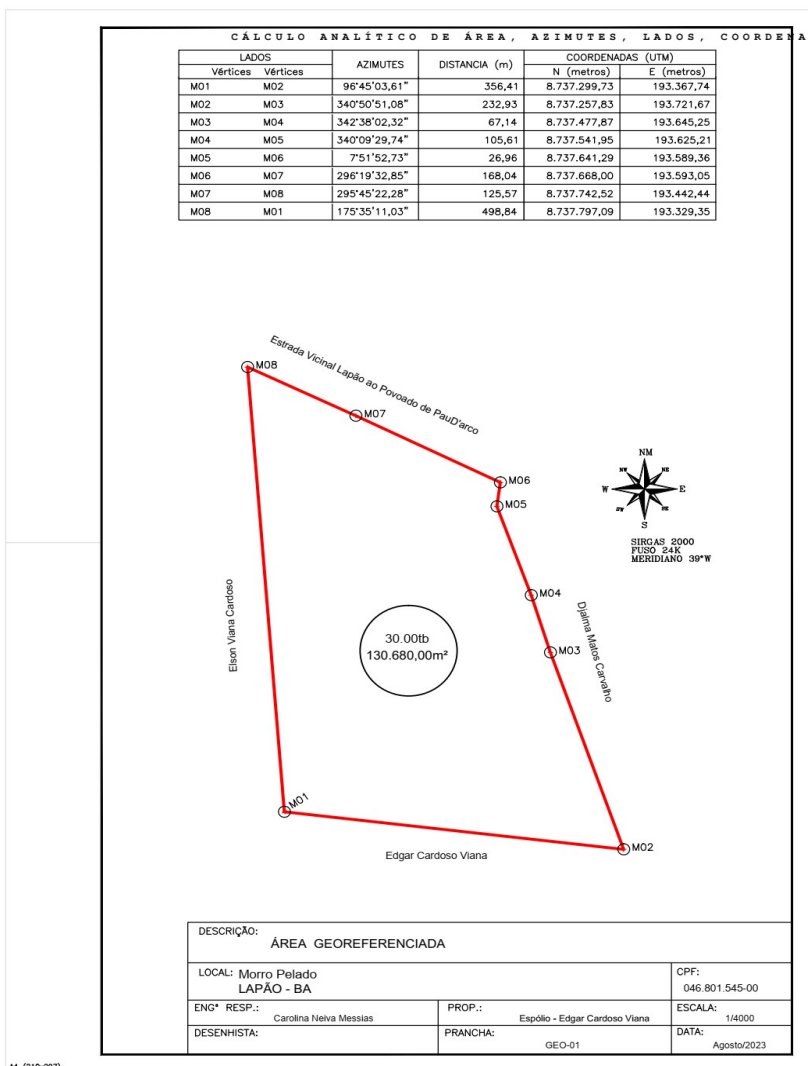 CÁLCULO ANALÍTICO DE ÁREA, AZIMUTES, LADOS, COORDENA
LADOS AZIMUTES DISTANCIA (m) COORDENADAS (UTM)
Vértices Vértices N (metros) E (metros)
M01 M02 96°45'03,61" 356,41 8.737.299,73 193.367,74
M02 M03 340°50'51,08" 232,93 8.737.257,83 193.721,67
M03 M04 342°38'02,32" 67,14 8.737.477,87 193.645,25
M04 M05 340°09'29,74" 105,61 8.737.541,95 193.625,21
M05 M06 7°51'52,73" 26,96 8.737.641,29 193.589,36
M06 M07 296°19'32,85" 168,04 8.737.668,00 193.593,05
M07 M08 295°45'22,28" 125,57 8.737.742,52 193.442,44
M08 M01 175°35'11,03" 498,84 8.737.797,09 193.329,35
Estrada Vicinal Lapão ao Povoado de PauD'arco
M08
M07
M06
M05
NM
NW NE
W E
SW SE
S
SIRGAS 2000
FUSO 24K
MERIDIANO 39°W
M04
Elson Viana Cardoso
30.00tb
130.680,00m²
M03
Djalma Matos Carvalho
M01
M02
Edgar Cardoso Viana
DESCRIÇÃO:
ÁREA GEOREFERENCIADA
LOCAL: Morro Pelado
LAPÃO - BA
CPF:
046.801.545-00
ENGª RESP.:
Carolina Neiva Messias
PROP.:
Espólio - Edgar Cardoso Viana
ESCALA:
1/4000
DESENHISTA:
PRANCHA:
GEO-01
DATA:
Agosto/2023